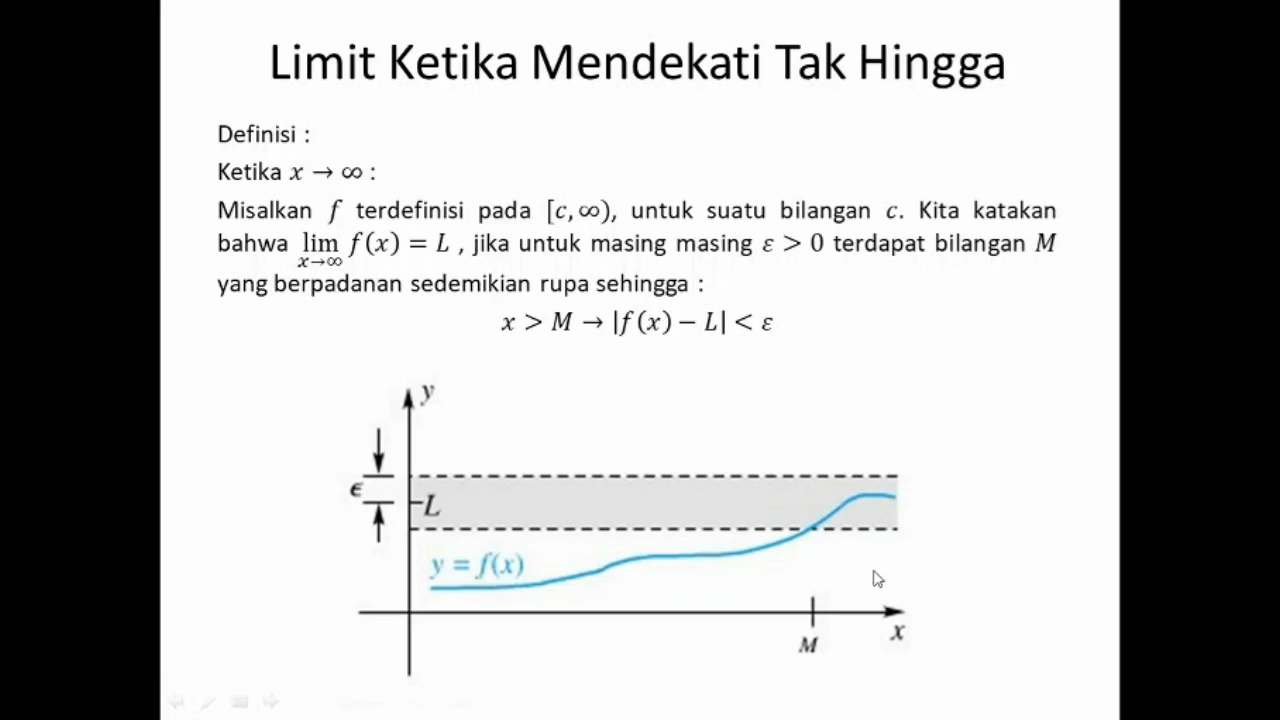 Limit Ketika Mendekati Tak Hingga
Definisi :
Ketika x → ∞ :
Misalkan f terdefinisi pada [c, ∞), untuk suatu bilangan c. Kita katakan
bahwa lim f(x) = L , jika untuk masing masing ε > 0 terdapat bilangan M
x→∞
yang berpadanan sedemikian rupa sehingga :
x > M → |f(x) − L| < ε
y
ϵ
L
y = f(x)
x
M